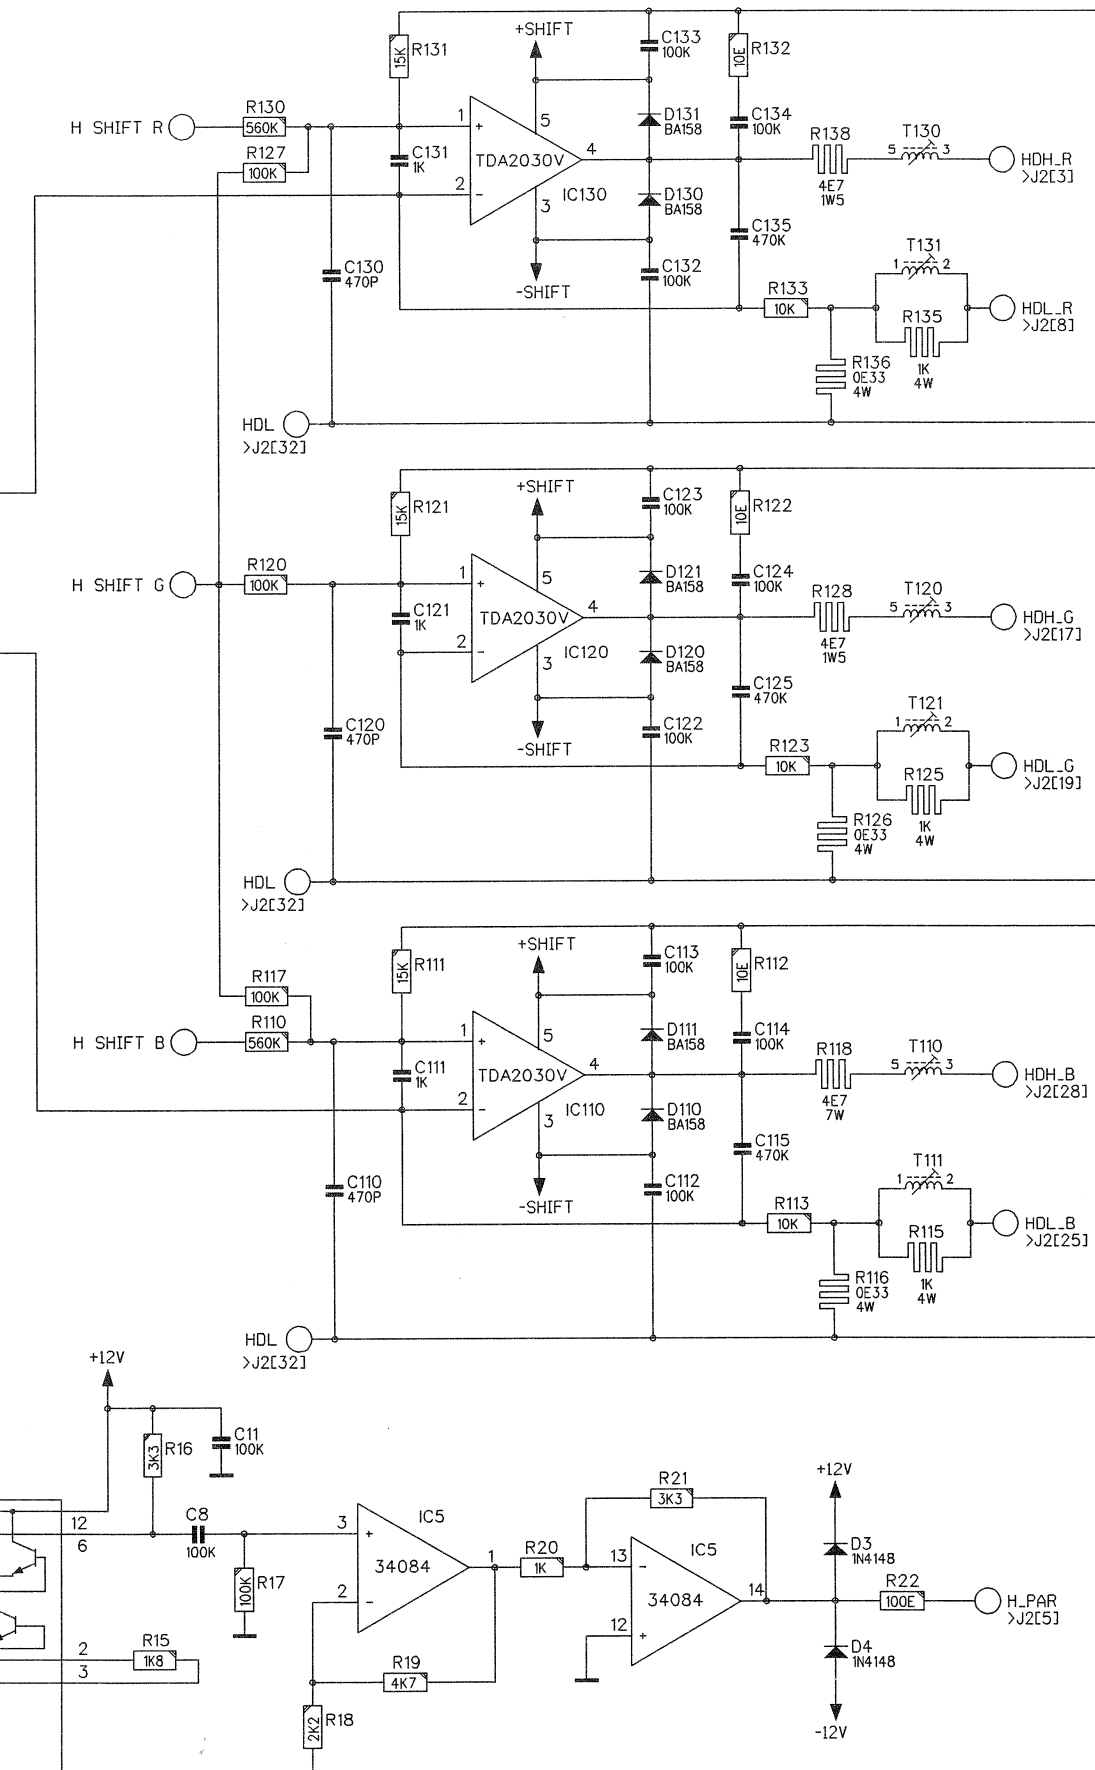 +SHIFT
C133
100K
10E
R132
15K
R131
H SHIFT R
R130
560K
1
+
5
D131
BA158
C134
100K
R138
4E7
1W5
T130
5
3
HDH_R
>J2[3]
R127
100K
C131
1K
TDA2030V
4
2
-
3
IC130
D130
BA158
C135
470K
C130
470P
-SHIFT
C132
100K
T131
1
2
R133
10K
HDL_R
>J2[8]
R135
1K
4W
R136
0E33
4W
HDL
>J2[32]
+SHIFT
C123
100K
10E
R122
15K
R121
H SHIFT G
R120
100K
1
+
5
D121
BA158
C124
100K
R128
4E7
1W5
T120
5
3
HDH_G
>J2[17]
C121
1K
TDA2030V
4
2
-
3
IC120
D120
BA158
C125
470K
C120
470P
-SHIFT
C122
100K
T121
1
2
R123
10K
HDL_G
>J2[19]
R125
1K
4W
R126
0E33
4W
HDL
>J2[32]
+SHIFT
C113
100K
10E
R112
15K
R111
R117
100K
H SHIFT B
R110
560K
1
+
5
D111
BA158
C114
100K
R118
4E7
7W
T110
5
3
HDH_B
>J2[28]
C111
1K
TDA2030V
4
2
-
3
IC110
D110
BA158
C115
470K
C110
470P
-SHIFT
C112
100K
T111
1
2
R113
10K
HDL_B
>J2[25]
R115
1K
4W
R116
0E33
4W
HDL
>J2[32]
+12V
3K3
R16
C11
100K
12
6
C8
100K
100K
R17
3
+
IC5
34084
1
2
-
R20
1K
R21
3K3
13
-
IC5
34084
14
12
+
+12V
D3
1N4148
R22
100E
H_PAR
>J2[5]
D4
1N4148
-12V
2
3
R15
1K8
R19
4K7
2K2
R18